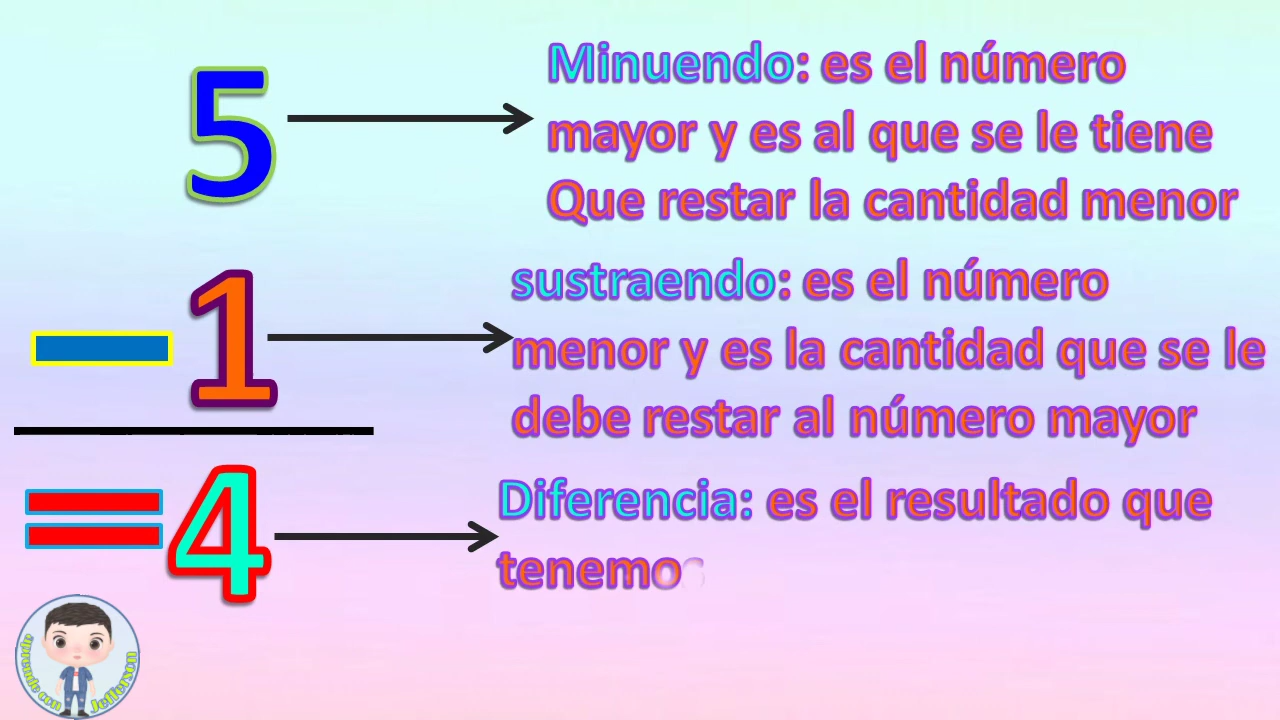 5
Minuendo: es el número
mayor y es al que se le tiene
Que restar la cantidad menor
− 1
sustraendo: es el número
menor y es la cantidad que se le
debe restar al número mayor
= 4
Diferencia: es el resultado que
tenemos
Jefferson